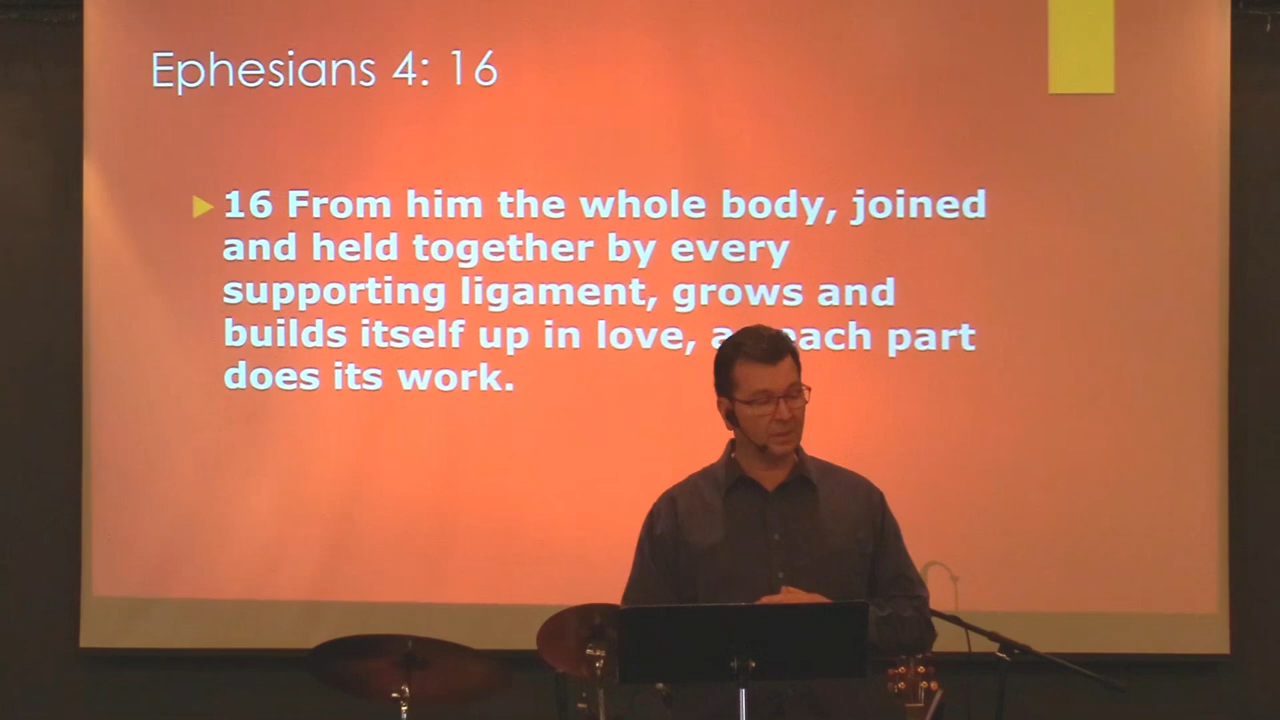 Ephesians 4: 16
16 From him the whole body, joined
and held together by every
supporting ligament, grows and
builds itself up in love, each part
does its work.